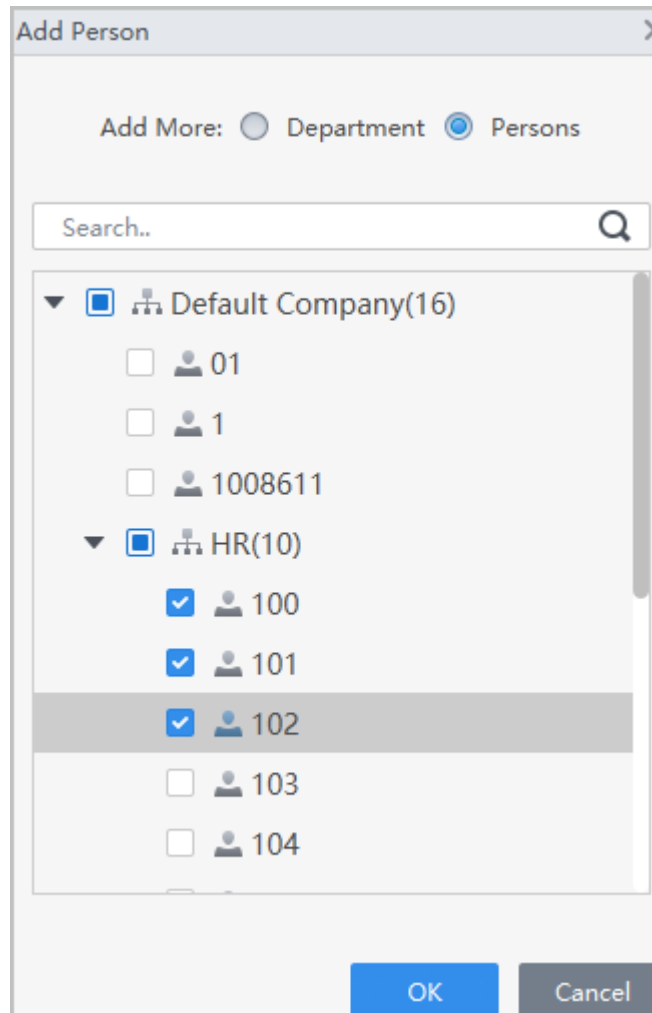 Add Person
Add More: Department Persons
Search..
Default Company(16)
01
1
1008611
HR(10)
100
101
102
103
104
OK Cancel